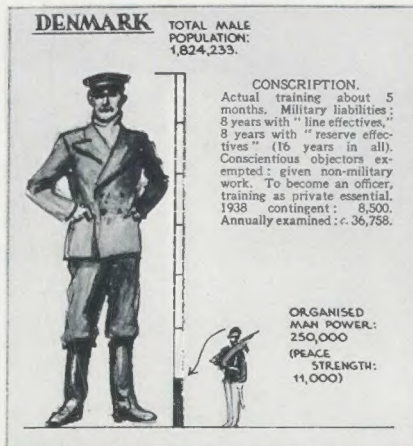 DENMARK
TOTAL MALE
POPULATION:
1,824,233.
CONSCRIPTION.
Actual training about 5
months. Military liabilities:
8 years with "line effectives,"
8 years with "reserve effec-
tives" (16 years in all).
Conscientious objectors ex-
empted: given non-military
work. To become an officer,
training as private essential.
1938 contingent: 8,500.
Annually examined: c. 36,758.
ORGANISED
MAN POWER:
250,000
(PEACE
STRENGTH:
11,000)